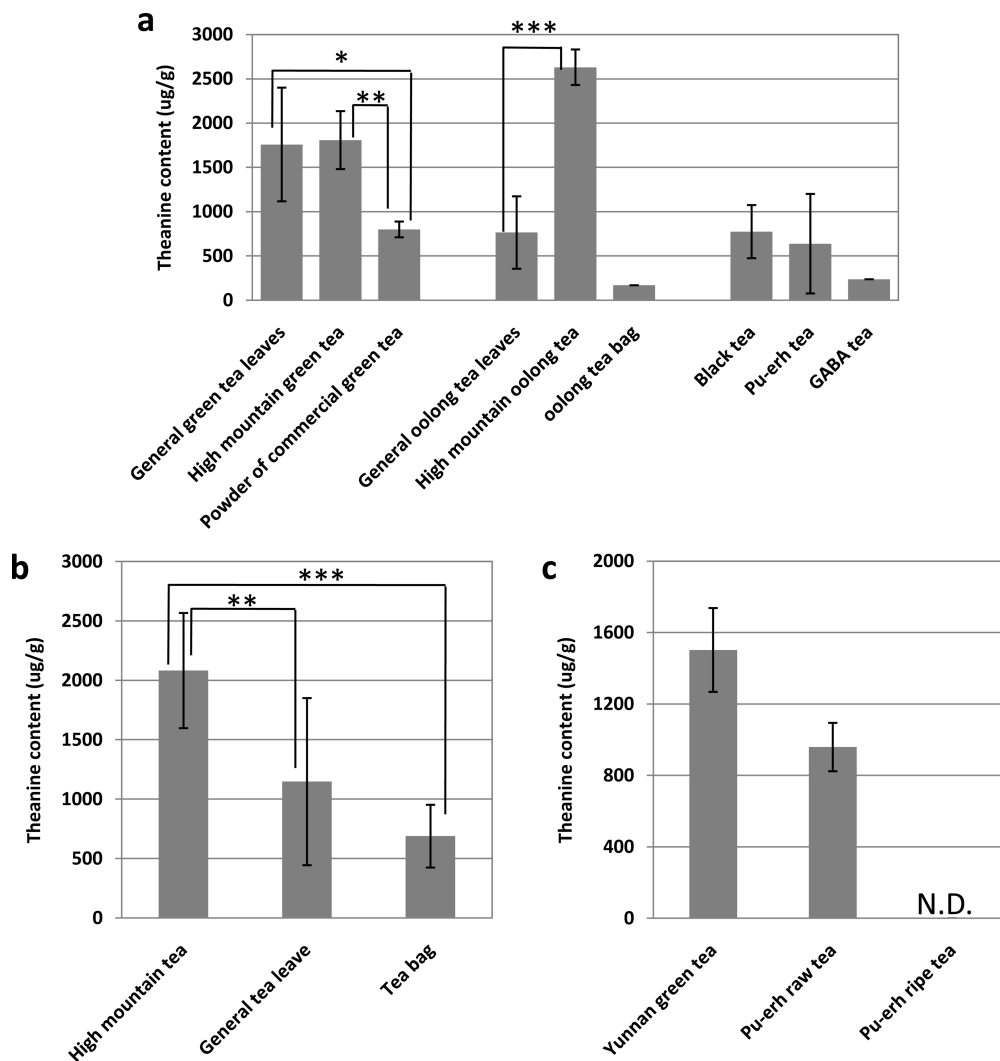 a
***
3000
*
2500
**
2000
1500
1000
500
0
Theanine content (ug/g)
General green tea leaves
High mountain green tea
Powder of commercial green tea
General oolong tea leaves
High mountain oolong tea
oolong tea bag
Black tea
Pu-erh tea
GABA tea
b
3000
***
2500
**
2000
1500
1000
500
0
Theanine content (ug/g)
High mountain tea
General tea leave
Tea bag
c
2000
1600
1200
800
400
0
Theanine content (ug/g)
N.D.
Yunnan green tea
Pu-erh raw tea
Pu-erh ripe tea